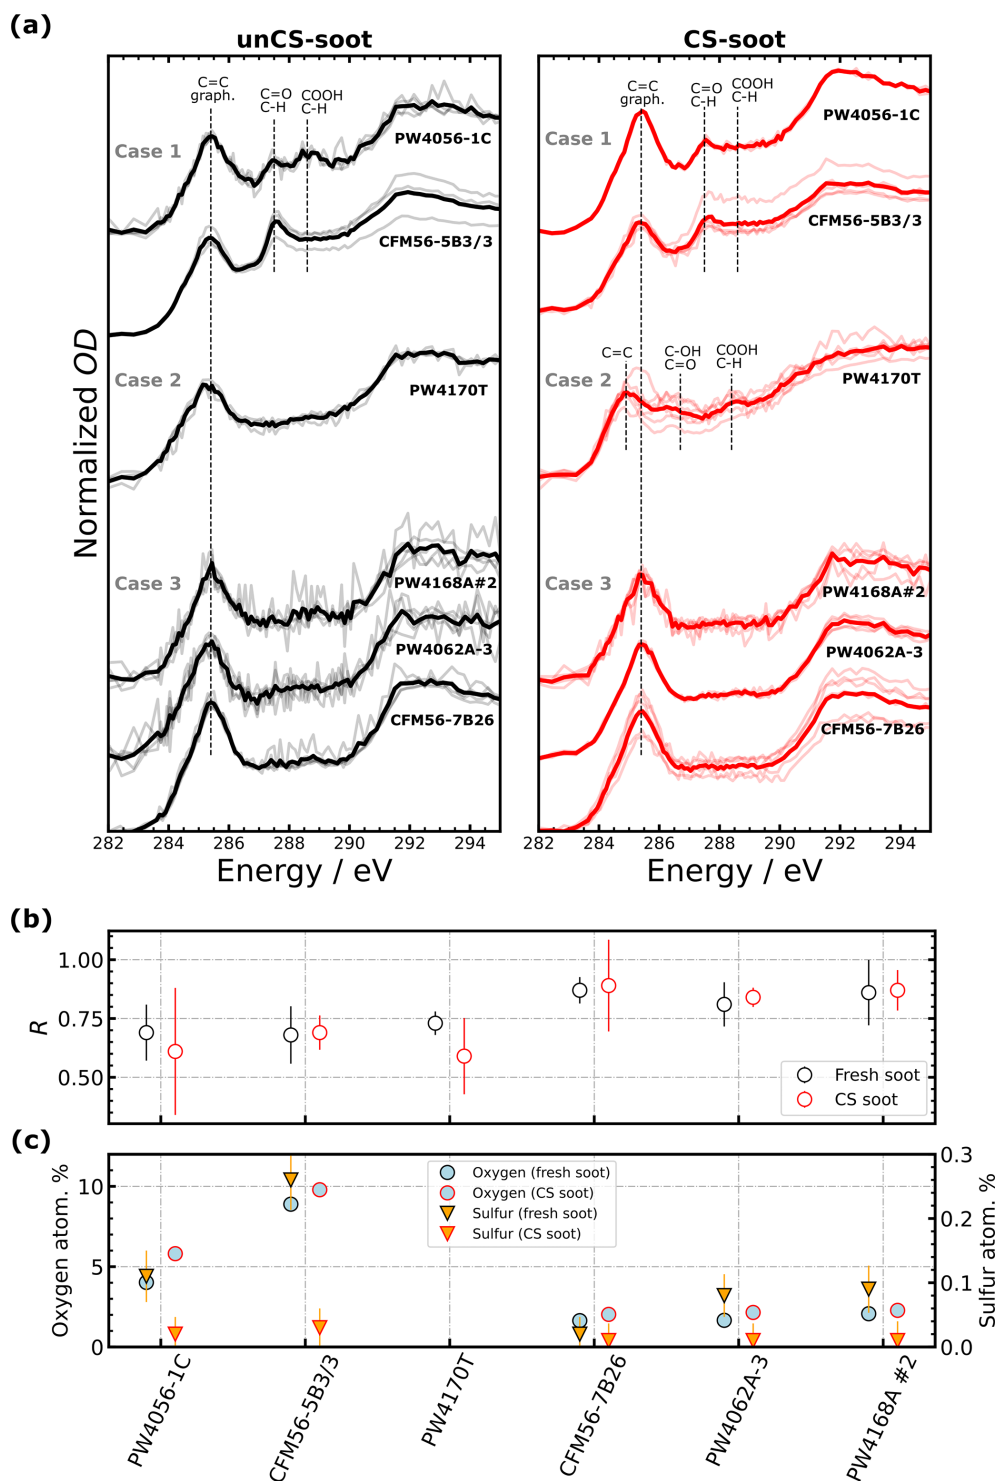 (a)
unCS-soot
CS-soot
C=C
graph.
C=O
C-H
COOH
C-H
Case 1
PW4056-1C
CFM56-5B3/3
Case 2
PW4170T
Case 3
PW4168A#2
PW4062A-3
CFM56-7B26
C=C
graph.
C=O
C-H
COOH
C-H
Case 1
PW4056-1C
CFM56-5B3/3
C=C
C-OH
C=O
COOH
C-H
Case 2
PW4170T
Case 3
PW4168A#2
PW4062A-3
CFM56-7B26
Normalized OD
282 284 286 288 290 292 294
282 284 286 288 290 292 294
Energy / eV
Energy / eV
(b)
1.00
0.75
0.50
R
Fresh soot
CS soot
(c)
10
5
0
Oxygen atom. %
Oxygen (fresh soot)
Oxygen (CS soot)
Sulfur (fresh soot)
Sulfur (CS soot)
0.3
0.2
0.1
0.0
Sulfur atom. %
PW4056-1C
CFM56-5B3/3
PW4170T
CFM56-7B26
PW4062A-3
PW4168A #2